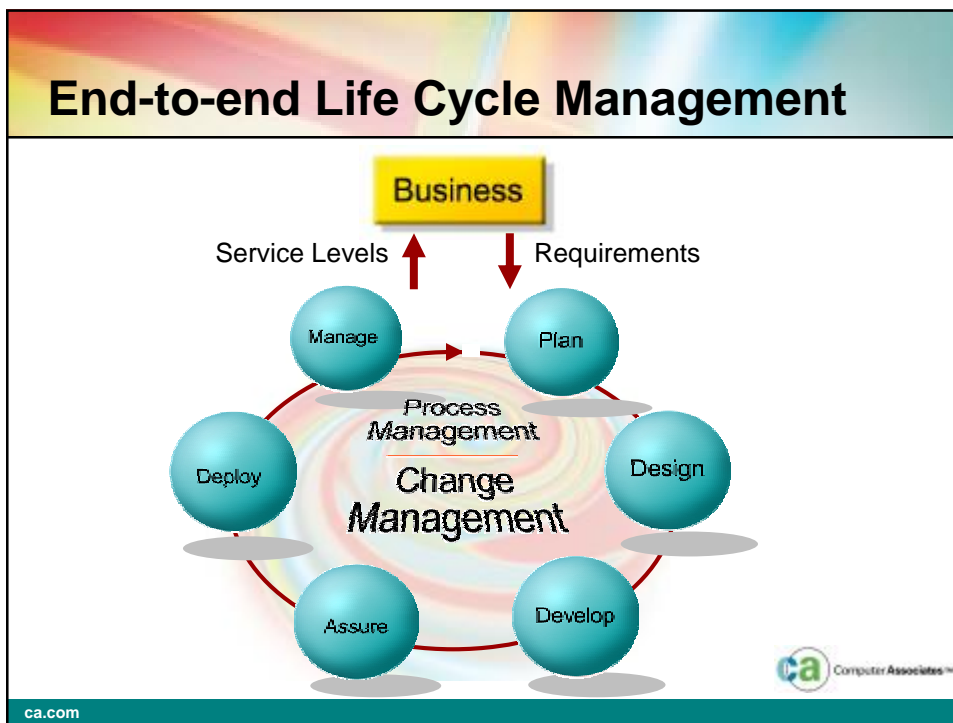 End-to-end Life Cycle Management
Business
Service Levels
Requirements
Manage
Plan
Process
Management
Deploy
Design
Change
Management
Assure
Develop
ca Computer Associates™
ca.com